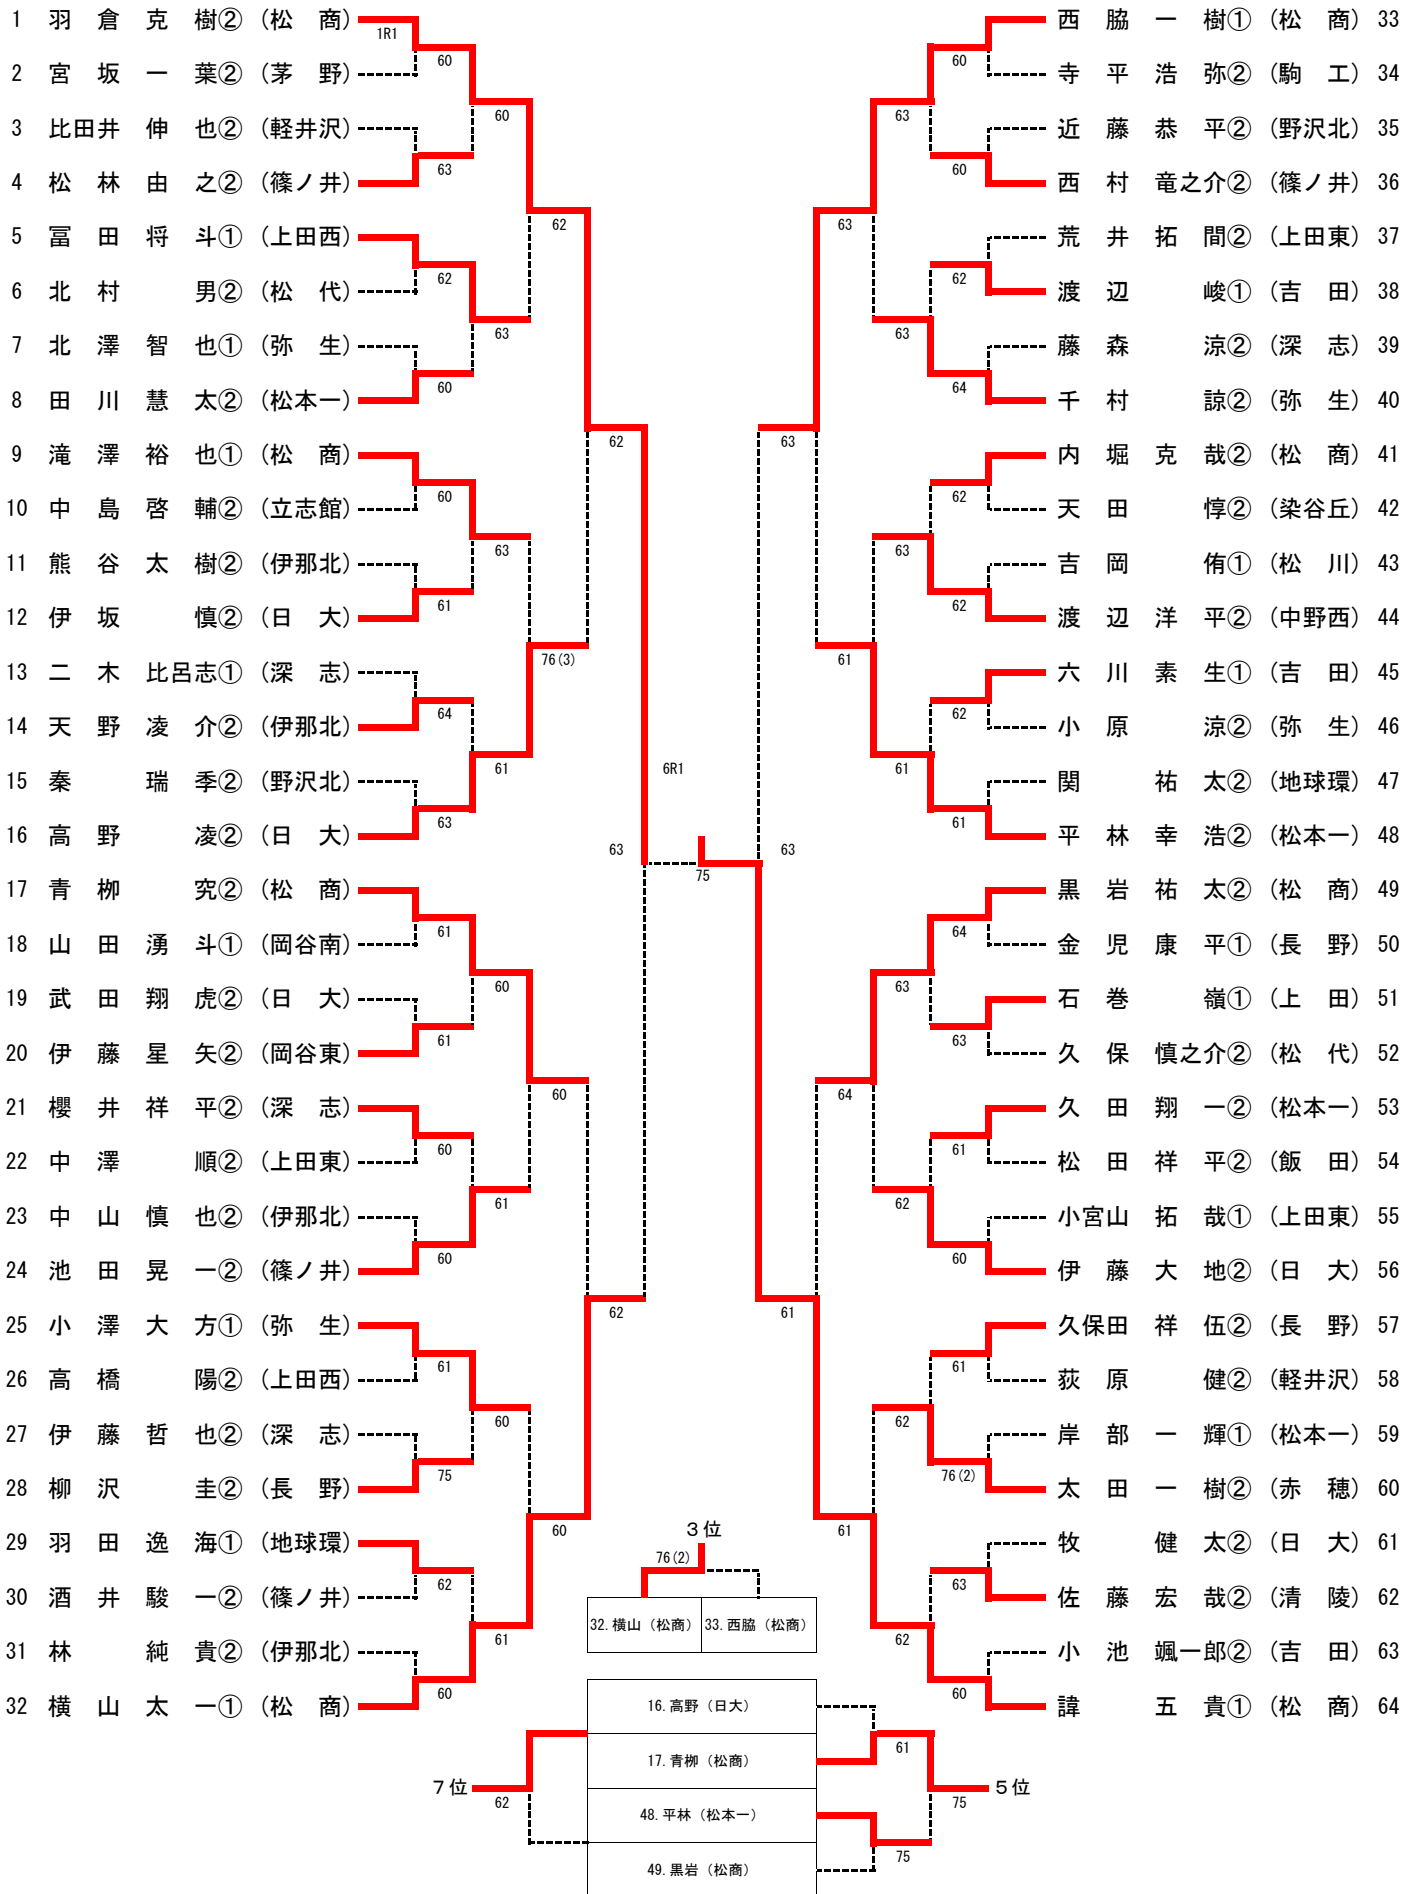 1 羽倉克樹② (松商)
1R1
60
2 宮坂一葉② (茅野)
60
3 比田井伸也② (軽井沢)
63
4 松林由之② (篠ノ井)
62
5 冨田将斗① (上田西)
62
6 北村男② (松代)
63
7 北澤智也① (弥生)
60
8 田川慧太② (松本一)
62
9 滝澤裕也① (松商)
60
10 中島啓輔② (立志館)
63
11 熊谷太樹② (伊那北)
61
12 伊坂慎② (日大)
76(3)
13 二木比呂志① (深志)
64
14 天野凌介② (伊那北)
61
15 秦瑞季② (野沢北)
63
16 高野凌② (日大)
6R1
63
75
63
17 青栁究② (松商)
61
18 山田湧斗① (岡谷南)
60
19 武田翔虎② (日大)
61
20 伊藤星矢② (岡谷東)
60
21 櫻井祥平② (深志)
60
22 中澤順② (上田東)
61
23 中山慎也② (伊那北)
60
24 池田晃一② (篠ノ井)
62
25 小澤大方① (弥生)
61
26 高橋陽② (上田西)
60
27 伊藤哲也② (深志)
75
28 柳沢圭② (長野)
60
29 羽田逸海① (地球環)
62
30 酒井駿一② (篠ノ井)
61
31 林純貴② (伊那北)
60
32 横山太一① (松商)
西脇一樹① (松商) 33
60
寺平浩弥② (駒工) 34
63
近藤恭平② (野沢北) 35
60
西村竜之介② (篠ノ井) 36
63
荒井拓間② (上田東) 37
62
渡辺峻① (吉田) 38
63
藤森涼② (深志) 39
64
千村諒② (弥生) 40
63
内堀克哉② (松商) 41
62
天田惇② (染谷丘) 42
63
吉岡侑① (松川) 43
62
渡辺洋平② (中野西) 44
61
六川素生① (吉田) 45
62
小原涼② (弥生) 46
61
関祐太② (地球環) 47
61
平林幸浩② (松本一) 48
黒岩祐太② (松商) 49
64
金児康平① (長野) 50
63
石巻嶺① (上田) 51
63
久保慎之介② (松代) 52
64
久田翔一② (松本一) 53
61
松田祥平② (飯田) 54
62
小宮山拓哉① (上田東) 55
60
伊藤大地② (日大) 56
61
久保田祥伍② (長野) 57
61
荻原健② (軽井沢) 58
62
岸部一輝① (松本一) 59
76(2)
太田一樹② (赤穂) 60
61
牧健太② (日大) 61
63
佐藤宏哉② (清陵) 62
62
小池颯一郎② (吉田) 63
60
諱五貴① (松商) 64
3位
76(2)
32.横山(松商) 33.西脇(松商)
16.高野(日大)
17.青栁(松商)
61
7位
62
5位
75
48.平林(松本一)
75
49.黒岩(松商)